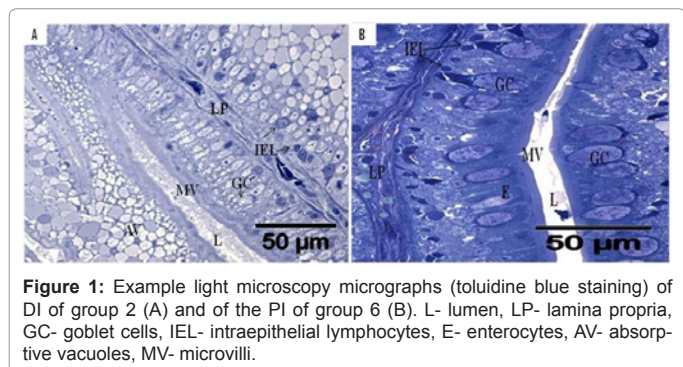 A
LP
IEL
MV
GC
AV
L
50 µm
B
IEL
GC
LP
MV
GC
E
L
50 µm
Figure 1: Example light microscopy micrographs (toluidine blue staining) of
DI of group 2 (A) and of the PI of group 6 (B). L- lumen, LP- lamina propria,
GC- goblet cells, IEL- intraepithelial lymphocytes, E- enterocytes, AV- absorp-
tive vacuoles, MV- microvilli.